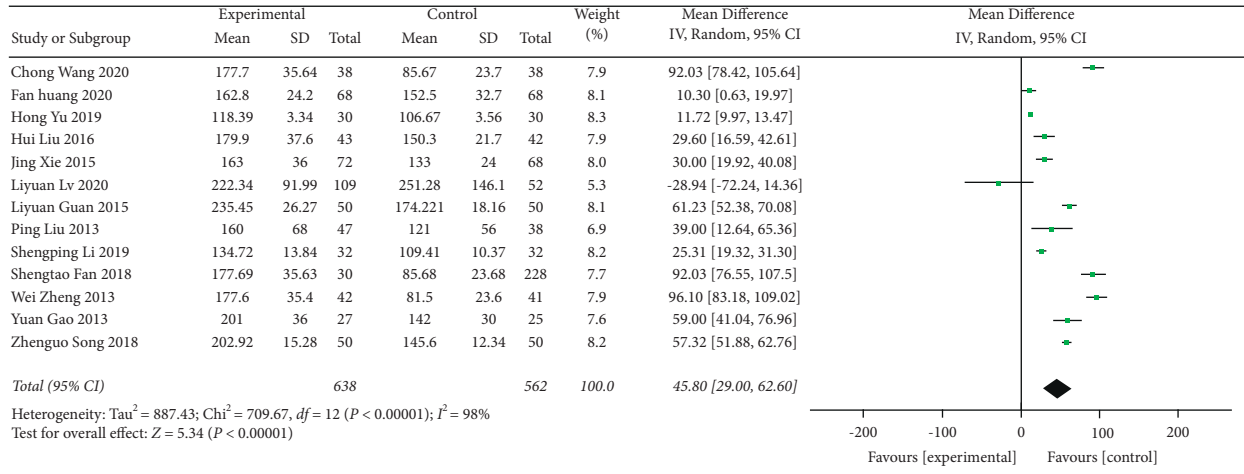 Experimental Control Weight Mean Difference Mean Difference
Study or Subgroup Mean SD Total Mean SD Total (%) IV, Random, 95% CI IV, Random, 95% CI
Chong Wang 2020 177.7 35.64 38 85.67 23.7 38 7.9 92.03 [78.42, 105.64]
Fan huang 2020 162.8 24.2 68 152.5 32.7 68 8.1 10.30 [0.63, 19.97]
Hong Yu 2019 118.39 3.34 30 106.67 3.56 30 8.3 11.72 [9.97, 13.47]
Hui Liu 2016 179.9 37.6 43 150.3 21.7 42 7.9 29.60 [16.59, 42.61]
Jing Xie 2015 163 36 72 133 24 68 8.0 30.00 [19.92, 40.08]
Liyuan Lv 2020 222.34 91.99 109 251.28 146.1 52 5.3 -28.94 [-72.24, 14.36]
Liyuan Guan 2015 235.45 26.27 50 174.221 18.16 50 8.1 61.23 [52.38, 70.08]
Ping Liu 2013 160 68 47 121 56 38 6.9 39.00 [12.64, 65.36]
Shengping Li 2019 134.72 13.84 32 109.41 10.37 32 8.2 25.31 [19.32, 31.30]
Shengtao Fan 2018 177.69 35.63 30 85.68 23.68 228 7.7 92.03 [76.55, 107.5]
Wei Zheng 2013 177.6 35.4 42 81.5 23.6 41 7.9 96.10 [83.18, 109.02]
Yuan Gao 2013 201 36 27 142 30 25 7.6 59.00 [41.04, 76.96]
Zhenguo Song 2018 202.92 15.28 50 145.6 12.34 50 8.2 57.32 [51.88, 62.76]
Total (95% CI) 638 562 100.0 45.80 [29.00, 62.60]
Heterogeneity: Tau² = 887.43; Chi² = 709.67, df = 12 (P < 0.00001); I² = 98%
Test for overall effect: Z = 5.34 (P < 0.00001)
-200 -100 0 100 200
Favours [experimental] Favours [control]